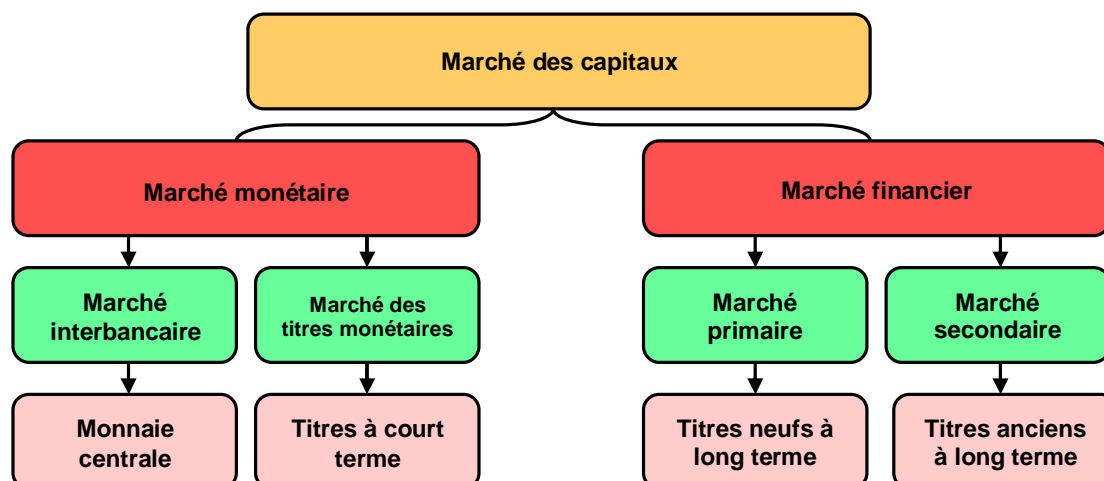 Marché des capitaux
Marché monétaire
Marché financier
Marché
interbancaire
Marché des
titres monétaires
Marché
primaire
Marché
secondaire
Monnaie
centrale
Titres à court
terme
Titres neufs à
long terme
Titres anciens
à long terme